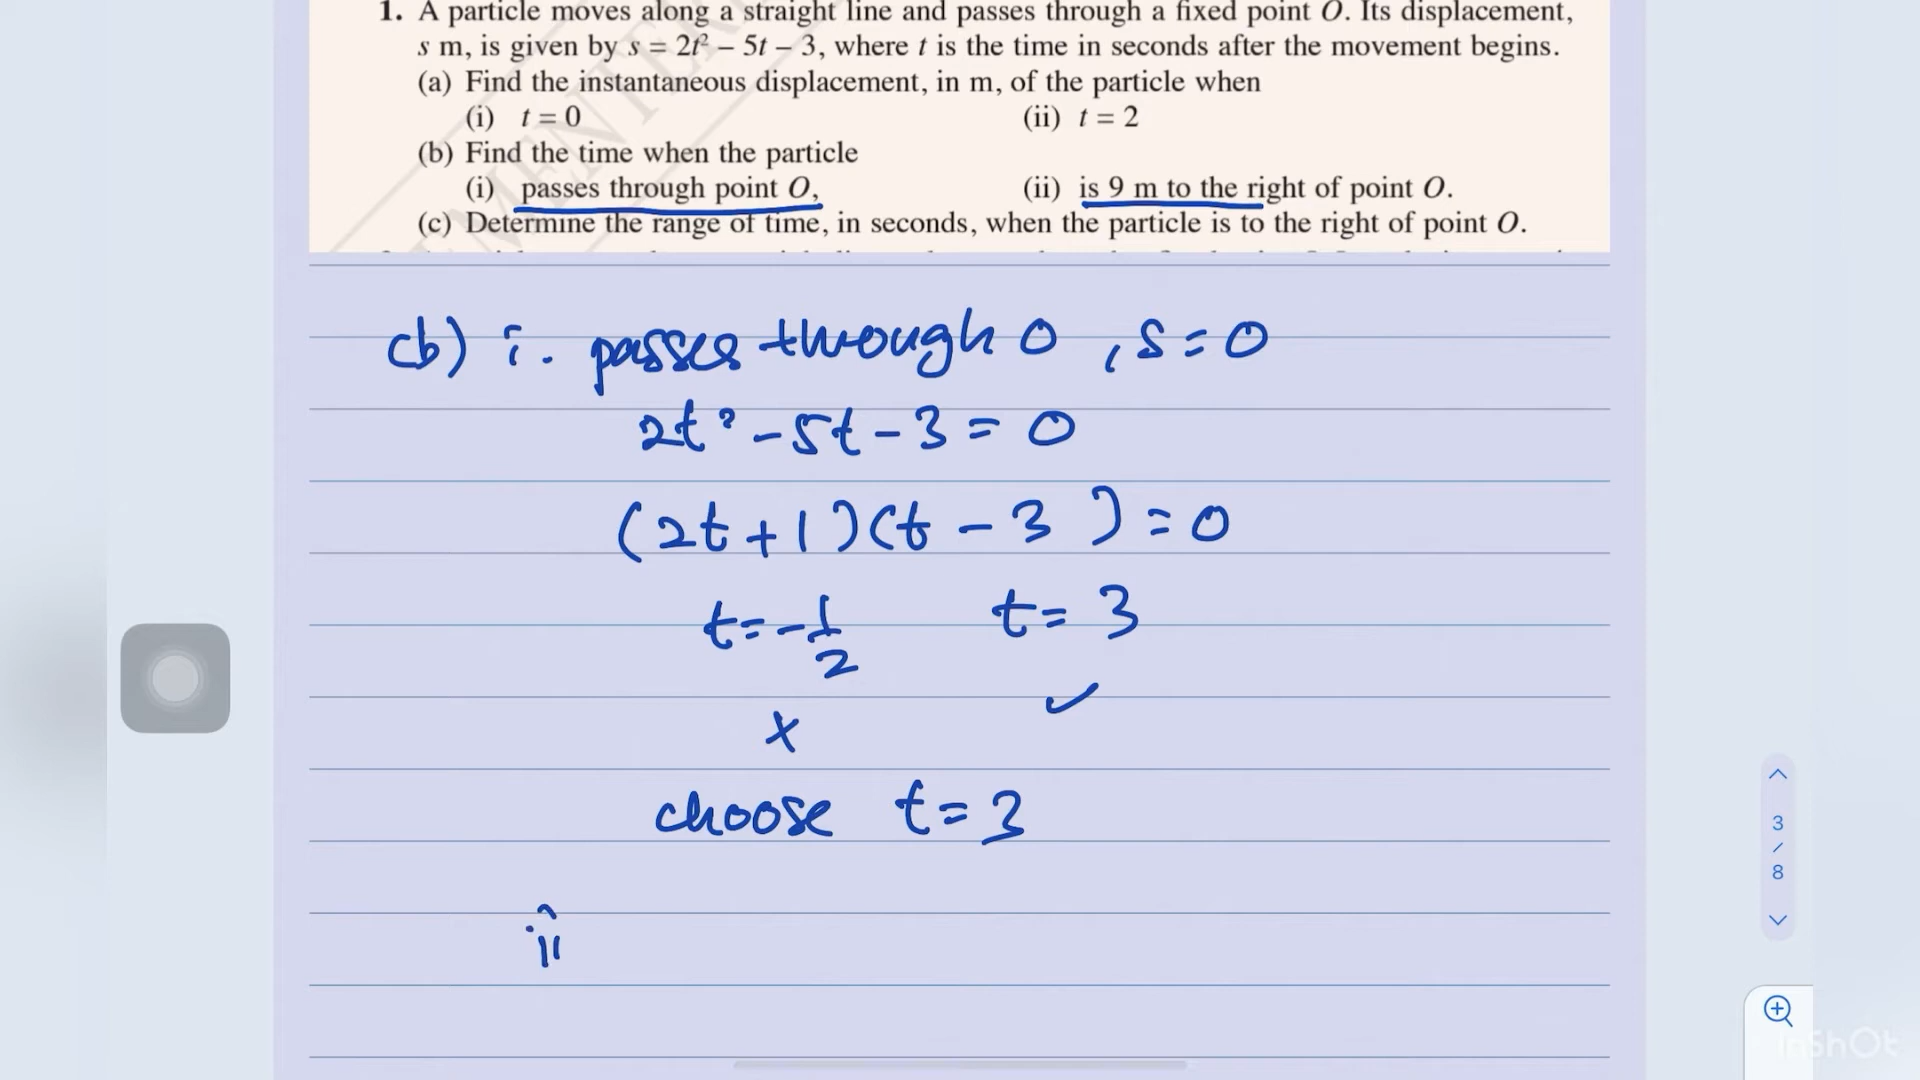 1. A particle moves along a straight line and passes through a fixed point O. Its displacement,
s m, is given by s = 2t² – 5t – 3, where t is the time in seconds after the movement begins.
(a) Find the instantaneous displacement, in m, of the particle when
(i) t = 0 (ii) t = 2
(b) Find the time when the particle
(i) passes through point O, (ii) is 9 m to the right of point O.
(c) Determine the range of time, in seconds, when the particle is to the right of point O.
(b) i. passes through O, s = 0
2t² - 5t - 3 = 0
(2t + 1)(t - 3) = 0
t = -1/2 t = 3
x ✓
choose t = 3
ii
3
/
8
InShOt